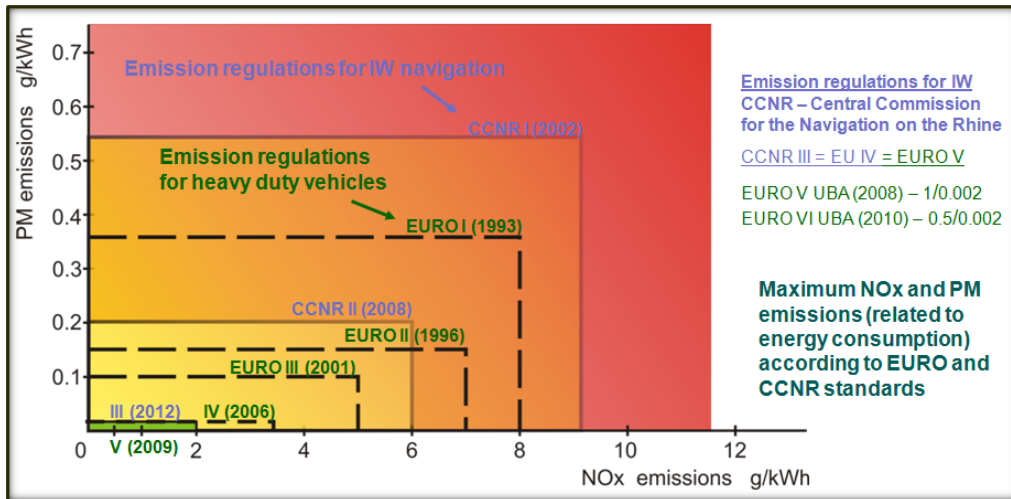 PM emissions g/kWh
0.7
0.6
0.5
0.4
0.3
0.2
0.1
Emission regulations for IW navigation
CCNR I (2002)
Emission regulations
for heavy duty vehicles
EURO I (1993)
CCNR II (2008)
EURO II (1996)
EURO III (2001)
III (2012)
IV (2006)
V (2009)
0
2
4
6
8
10
12
NOx emissions g/kWh
Emission regulations for IW
CCNR – Central Commission
for the Navigation on the Rhine
CCNR III = EU IV = EURO V
EURO V UBA (2008) – 1/0.002
EURO VI UBA (2010) – 0.5/0.002
Maximum NOx and PM
emissions (related to
energy consumption)
according to EURO and
CCNR standards